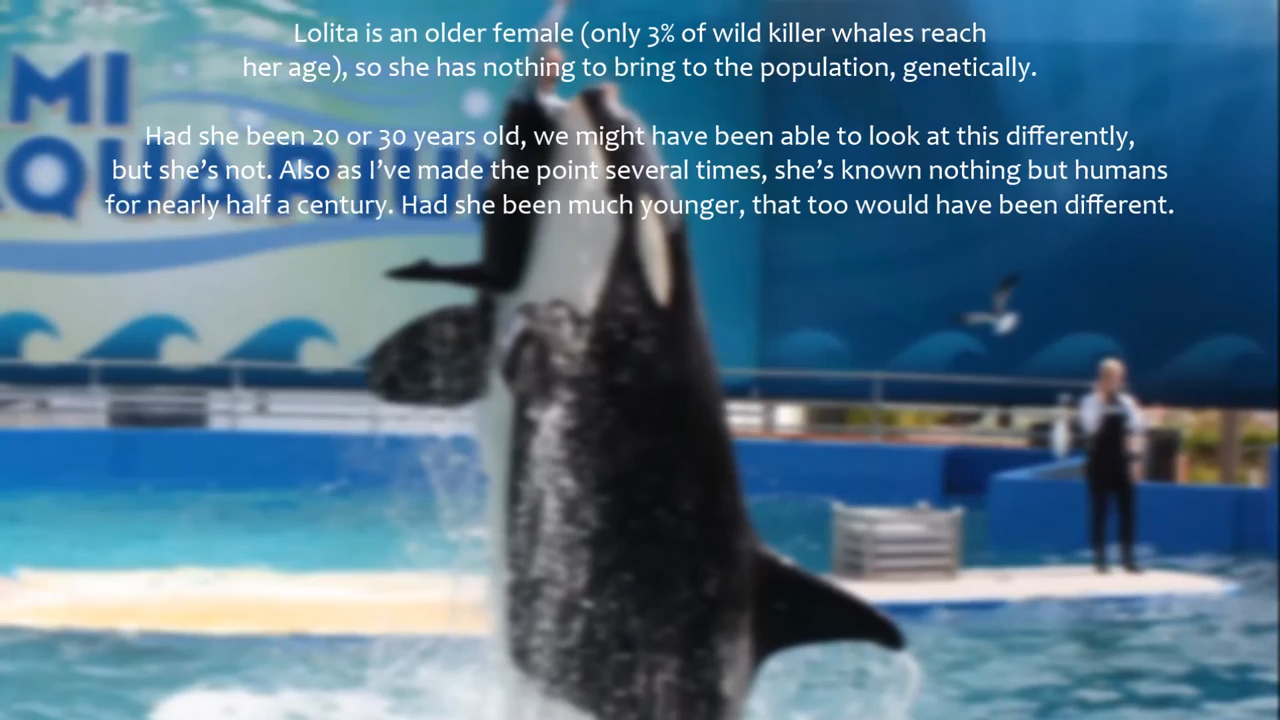 Lolita is an older female (only 3% of wild killer whales reach
her age), so she has nothing to bring to the population, genetically.
Had she been 20 or 30 years old, we might have been able to look at this differently,
but she’s not. Also as I’ve made the point several times, she’s known nothing but humans
for nearly half a century. Had she been much younger, that too would have been different.
MI
AQUARIUM